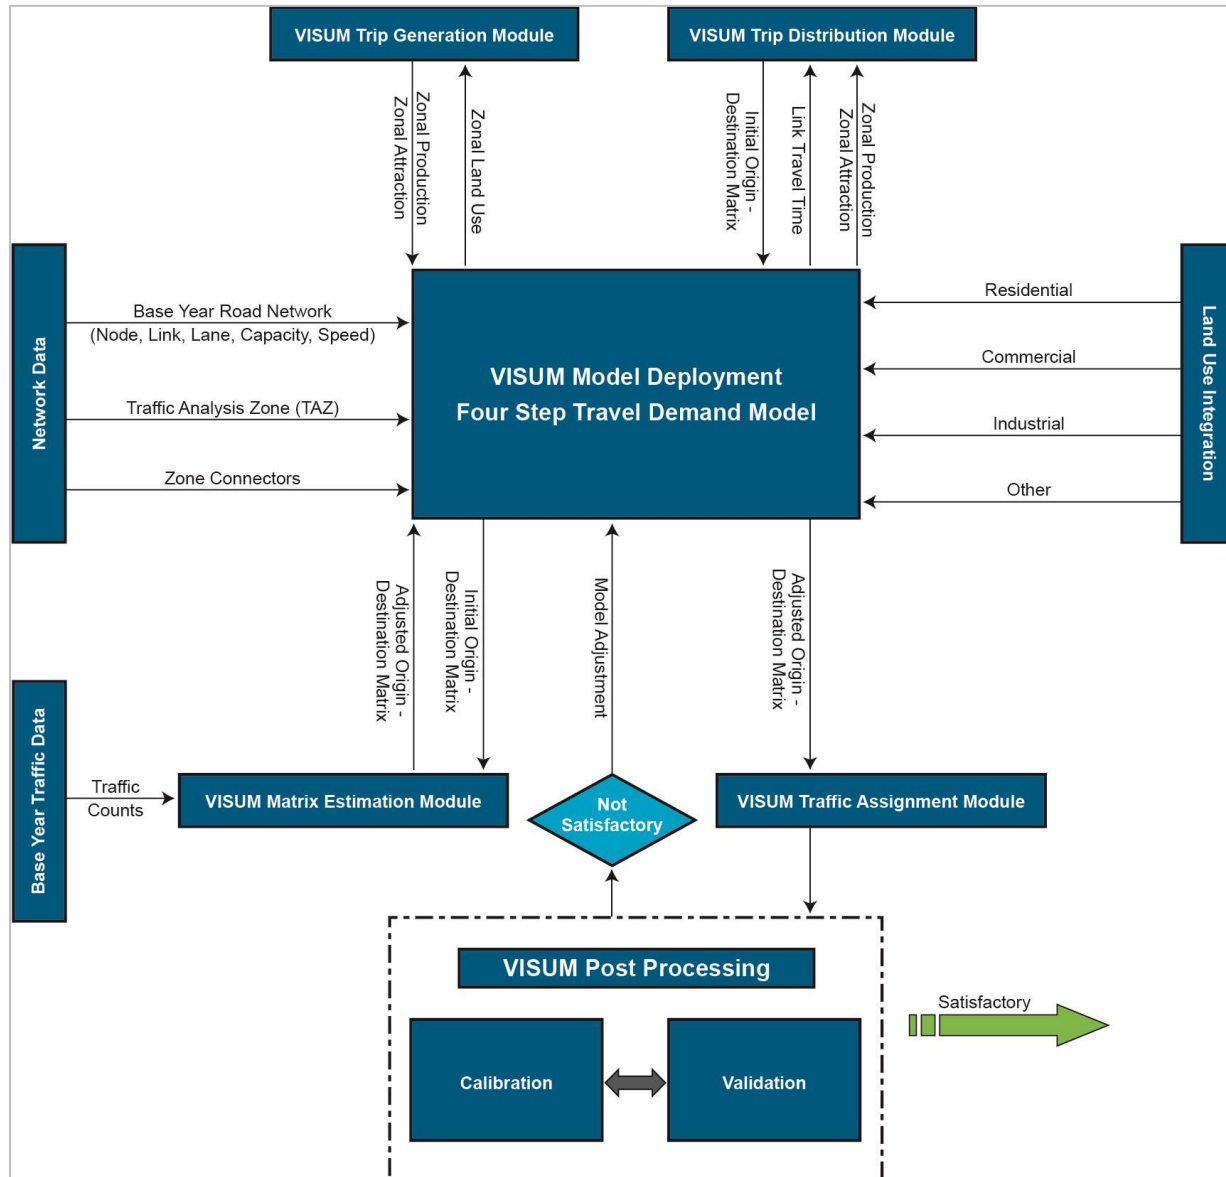 VISUM Trip Generation Module
VISUM Trip Distribution Module
Zonal Production
Zonal Attraction
Zonal Land Use
Initial Origin -
Destination Matrix
Link Travel Time
Zonal Production
Zonal Attraction
Network Data
Base Year Road Network
(Node, Link, Lane, Capacity, Speed)
Traffic Analysis Zone (TAZ)
Zone Connectors
VISUM Model Deployment
Four Step Travel Demand Model
Residential
Commercial
Industrial
Other
Land Use Integration
Adjusted Origin -
Destination Matrix
Initial Origin -
Destination Matrix
Model Adjustment
Adjusted Origin -
Destination Matrix
Base Year Traffic Data
Traffic
Counts
VISUM Matrix Estimation Module
Not
Satisfactory
VISUM Traffic Assignment Module
VISUM Post Processing
Calibration
Validation
Satisfactory